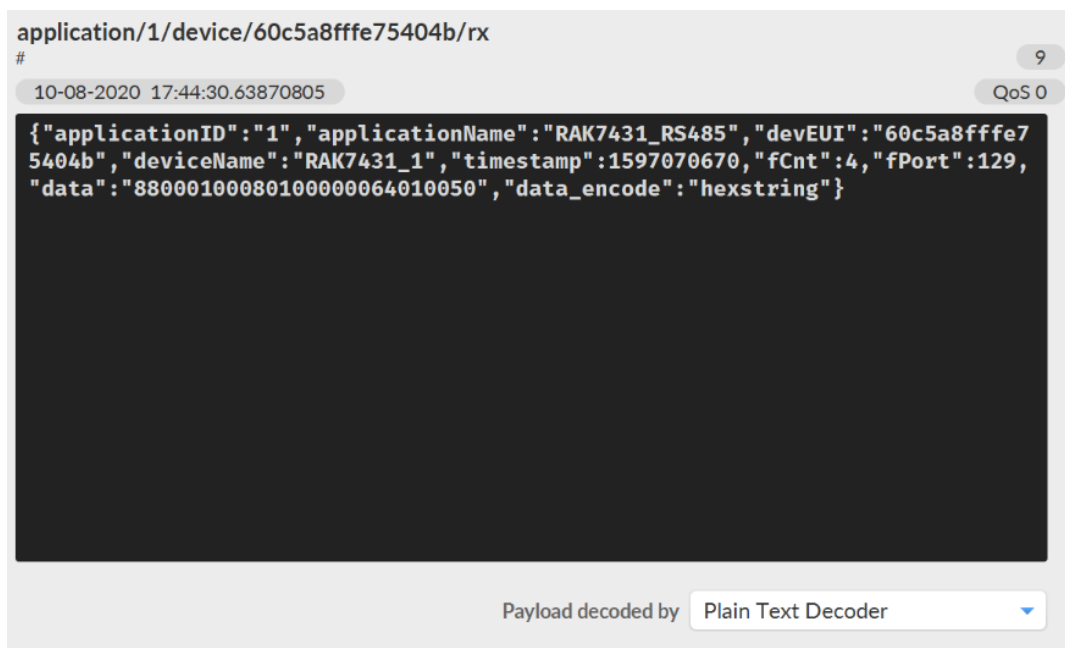 application/1/device/60c5a8fffe75404b/rx
#
9
10-08-2020 17:44:30.63870805
QoS 0
{"applicationID":"1","applicationName":"RAK7431_RS485","devEUI":"60c5a8fffe7
5404b","deviceName":"RAK7431_1","timestamp":1597070670,"fCnt":4,"fPort":129,
"data":"88000100080100000064010050","data_encode":"hexstring"}
Payload decoded by
Plain Text Decoder